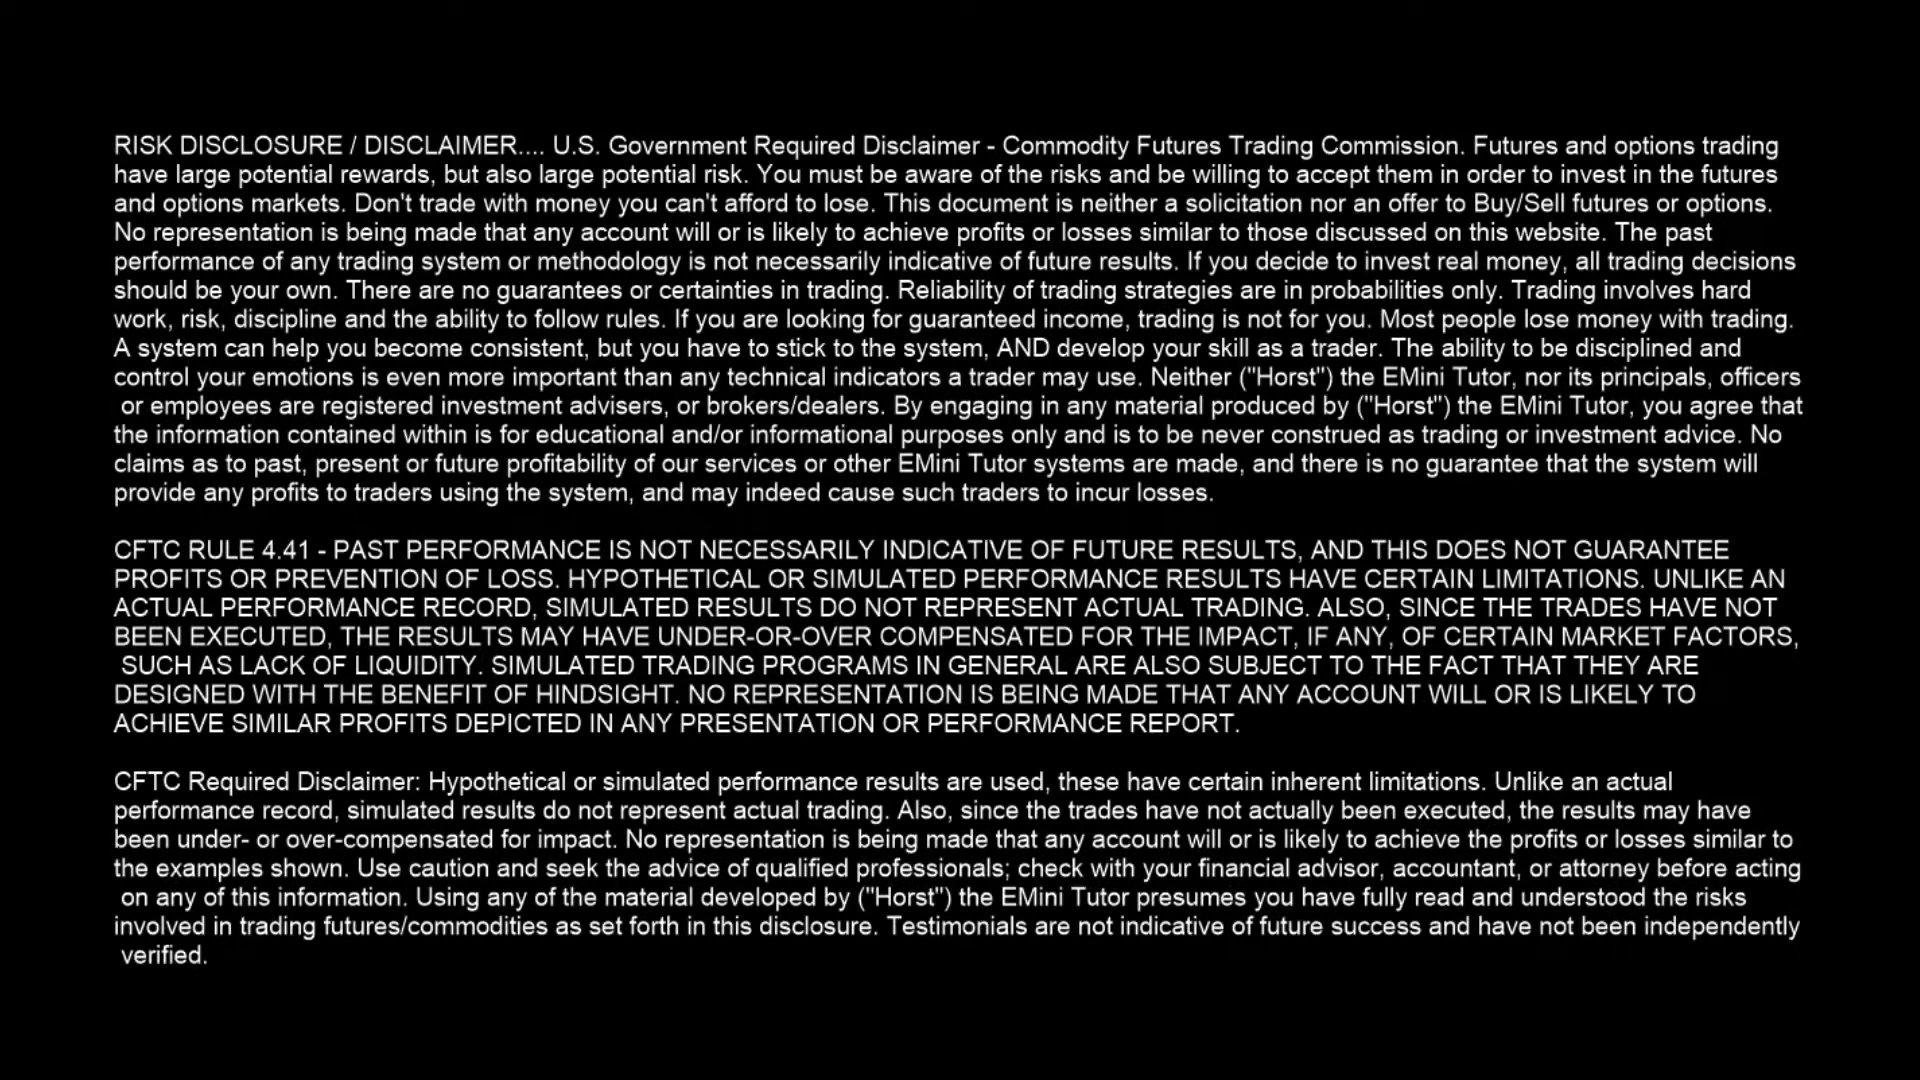 RISK DISCLOSURE / DISCLAIMER.... U.S. Government Required Disclaimer - Commodity Futures Trading Commission. Futures and options trading
have large potential rewards, but also large potential risk. You must be aware of the risks and be willing to accept them in order to invest in the futures
and options markets. Don't trade with money you can't afford to lose. This document is neither a solicitation nor an offer to Buy/Sell futures or options.
No representation is being made that any account will or is likely to achieve profits or losses similar to those discussed on this website. The past
performance of any trading system or methodology is not necessarily indicative of future results. If you decide to invest real money, all trading decisions
should be your own. There are no guarantees or certainties in trading. Reliability of trading strategies are in probabilities only. Trading involves hard
work, risk, discipline and the ability to follow rules. If you are looking for guaranteed income, trading is not for you. Most people lose money with trading.
A system can help you become consistent, but you have to stick to the system, AND develop your skill as a trader. The ability to be disciplined and
control your emotions is even more important than any technical indicators a trader may use. Neither ("Horst") the EMini Tutor, nor its principals, officers
or employees are registered investment advisers, or brokers/dealers. By engaging in any material produced by ("Horst") the EMini Tutor, you agree that
the information contained within is for educational and/or informational purposes only and is to be never construed as trading or investment advice. No
claims as to past, present or future profitability of our services or other EMini Tutor systems are made, and there is no guarantee that the system will
provide any profits to traders using the system, and may indeed cause such traders to incur losses.
CFTC RULE 4.41 - PAST PERFORMANCE IS NOT NECESSARILY INDICATIVE OF FUTURE RESULTS, AND THIS DOES NOT GUARANTEE
PROFITS OR PREVENTION OF LOSS. HYPOTHETICAL OR SIMULATED PERFORMANCE RESULTS HAVE CERTAIN LIMITATIONS. UNLIKE AN
ACTUAL PERFORMANCE RECORD, SIMULATED RESULTS DO NOT REPRESENT ACTUAL TRADING. ALSO, SINCE THE TRADES HAVE NOT
BEEN EXECUTED, THE RESULTS MAY HAVE UNDER-OR-OVER COMPENSATED FOR THE IMPACT, IF ANY, OF CERTAIN MARKET FACTORS,
SUCH AS LACK OF LIQUIDITY. SIMULATED TRADING PROGRAMS IN GENERAL ARE ALSO SUBJECT TO THE FACT THAT THEY ARE
DESIGNED WITH THE BENEFIT OF HINDSIGHT. NO REPRESENTATION IS BEING MADE THAT ANY ACCOUNT WILL OR IS LIKELY TO
ACHIEVE SIMILAR PROFITS DEPICTED IN ANY PRESENTATION OR PERFORMANCE REPORT.
CFTC Required Disclaimer: Hypothetical or simulated performance results are used, these have certain inherent limitations. Unlike an actual
performance record, simulated results do not represent actual trading. Also, since the trades have not actually been executed, the results may have
been under- or over-compensated for impact. No representation is being made that any account will or is likely to achieve the profits or losses similar to
the examples shown. Use caution and seek the advice of qualified professionals; check with your financial advisor, accountant, or attorney before acting
on any of this information. Using any of the material developed by ("Horst") the EMini Tutor presumes you have fully read and understood the risks
involved in trading futures/commodities as set forth in this disclosure. Testimonials are not indicative of future success and have not been independently
verified.